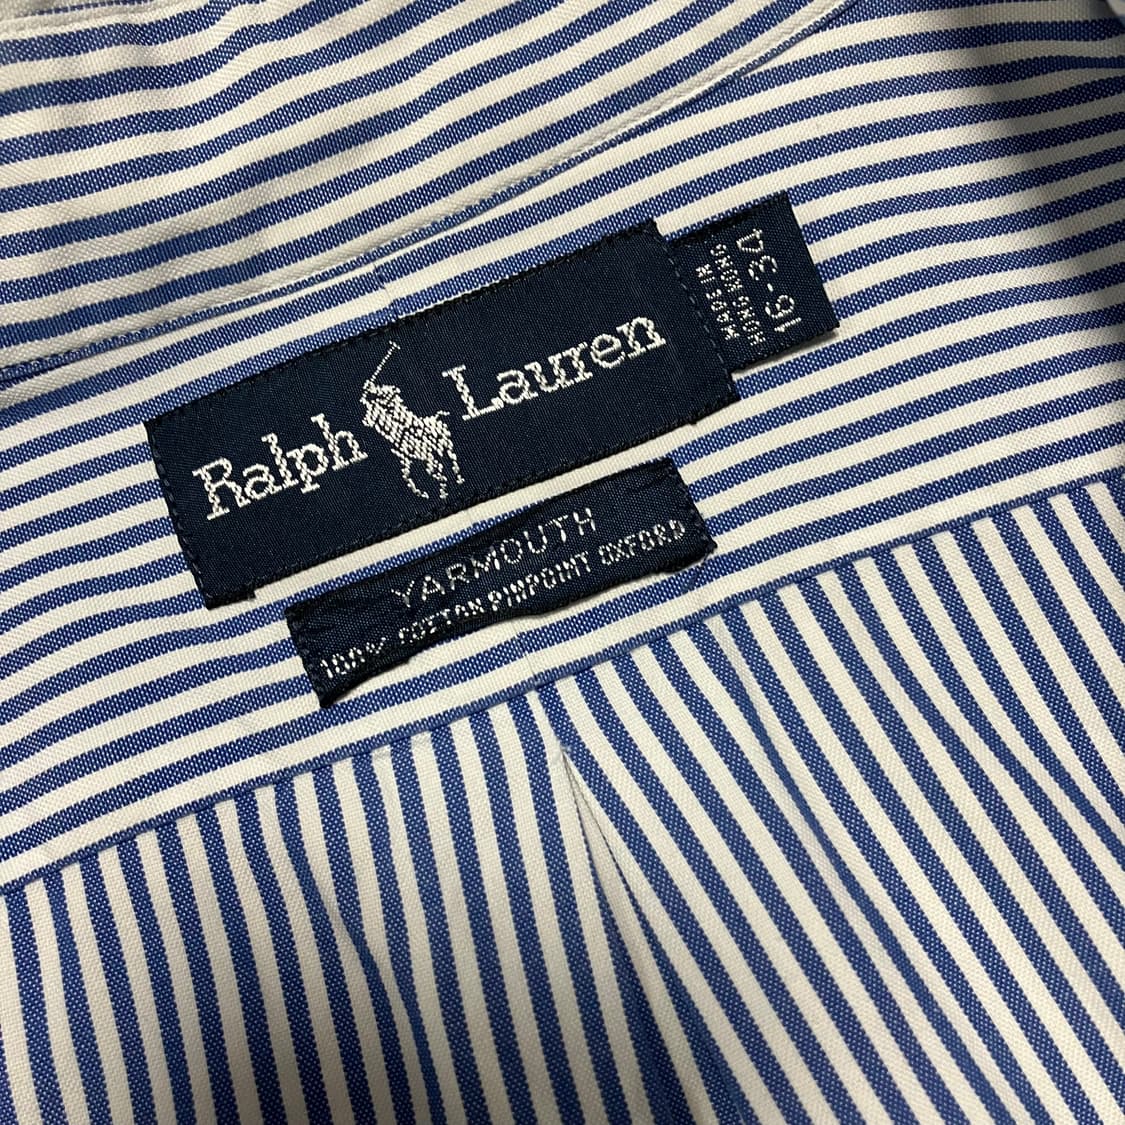 Ralph Lauren
MADE IN
HONG KONG
16-34
YARMOUTH
100% COTTON PINPOINT OXFORD